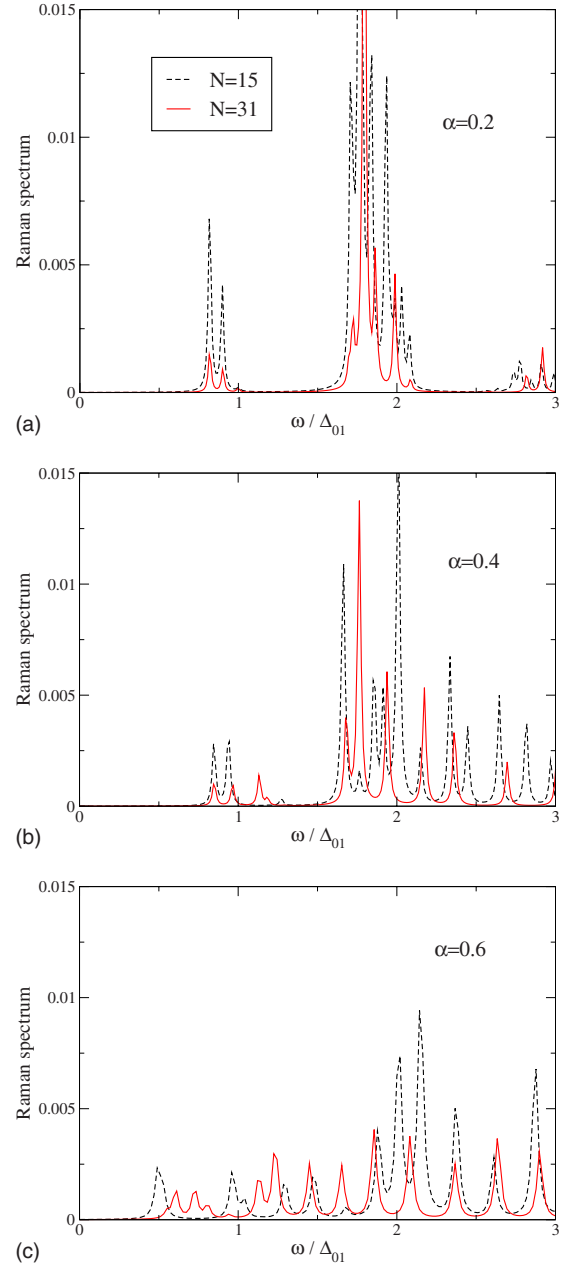 0.015
N=15
N=31
α=0.2
0.01
Raman spectrum
0.005
0
0 1 2 3
(a)
ω / Δ01
0.015
α=0.4
0.01
Raman spectrum
0.005
0
0 1 2 3
(b)
ω / Δ01
0.015
α=0.6
0.01
Raman spectrum
0.005
0
0 1 2 3
(c)
ω / Δ01